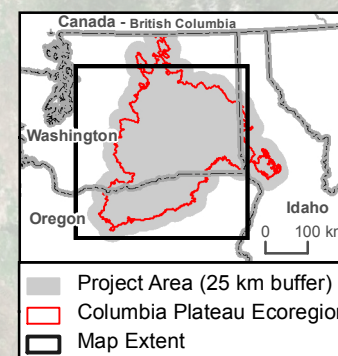 Canada - British Columbia
Washington
Oregon
Idaho
0 100 km
Project Area (25 km buffer)
Columbia Plateau Ecoregion
Map Extent